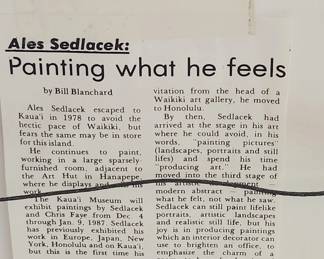 Ales Sedlacek:
Painting what he feels
by Bill Blanchard
Ales Sedlacek escaped to
Kaua'i in 1978 to avoid the
hectic pace of Waikiki, but
fears the same may be in store
for this island.
He continues to paint,
working in a large sparsely-
furnished room, adjacent to
the Art Hut in Hanapepe,
where he displays and his
work.
The Kaua'i Museum will
exhibit paintings by Sedlacek
and Chris Faye from Dec. 4
through Jan. 9, 1987. Sedlacek
has previously exhibited his
work in Europe, Japan, New
York, Honolulu and on Kaua'i,
but this is the first time his
vitation from the head of a
Waikiki art gallery, he moved
to Honolulu.
By then, Sedlacek had
arrived at the stage in his art
where he could avoid, in his
words, "painting pictures"
(landscapes, portraits and still
lifes) and spend his time
"producing art." He had
moved into the third stage of
his artistic development
modern abstract — painting
what he felt, not what he saw.
Sedlacek can still paint lifelike
portraits, artistic landscapes
and realistic still life, but his
joy is in producing paintings
which an interior decorator can
use to brighten an office, to
emphasize the charm of a